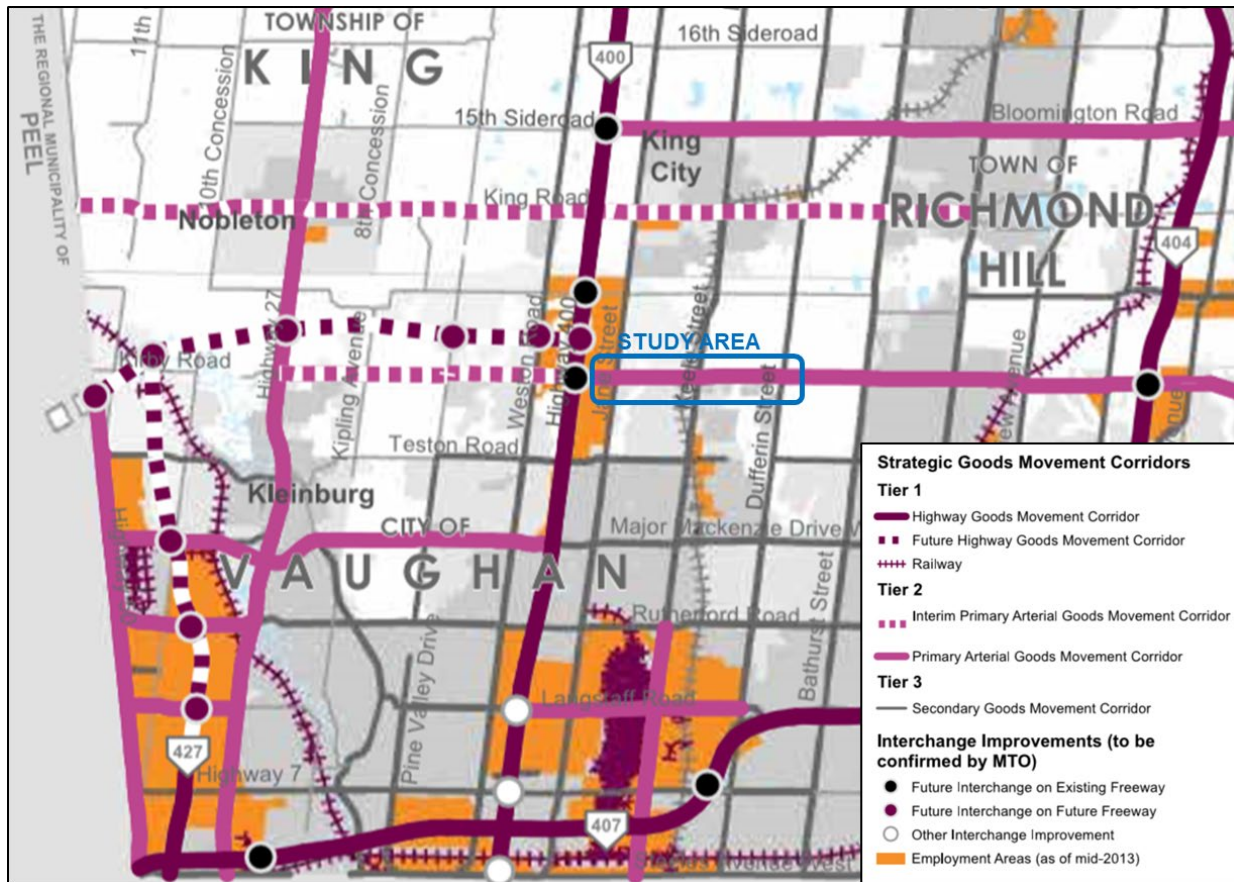 TOWNSHIP OF
KING
THE REGIONAL MUNICIPALITY OF
PEEL
11th
10th Concession
8th Concession
16th Sideroad
400
15th Sideroad
King
City
Bloomington Road
TOWN OF
RICHMOND
HILL
King Road
Nobleton
404
Highway 27
Kirby Road
Kipling Avenue
Weston Road
Highway 400
Jane Street
STUDY AREA
Keele Street
Dufferin Street
Teston Road
Kleinburg
CITY OF
VAUGHAN
Major Mackenzie Drive W
Rutherford Road
Bathurst Street
Pine Valley Drive
Langstaff Road
427
Highway 7
407
Steeles Avenue West
Strategic Goods Movement Corridors
Tier 1
Highway Goods Movement Corridor
Future Highway Goods Movement Corridor
Railway
Tier 2
Interim Primary Arterial Goods Movement Corridor
Primary Arterial Goods Movement Corridor
Tier 3
Secondary Goods Movement Corridor
Interchange Improvements (to be
confirmed by MTO)
Future Interchange on Existing Freeway
Future Interchange on Future Freeway
Other Interchange Improvement
Employment Areas (as of mid-2013)